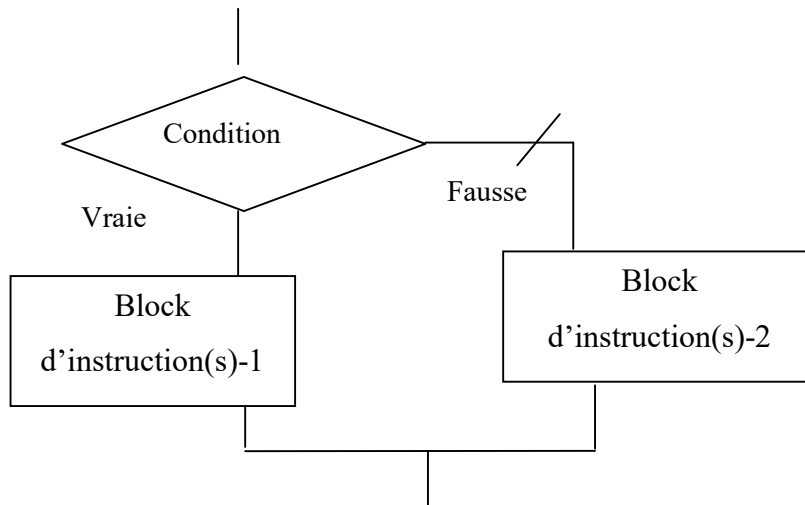 Condition
Vraie
Fausse
Block
d’instruction(s)-1
Block
d’instruction(s)-2